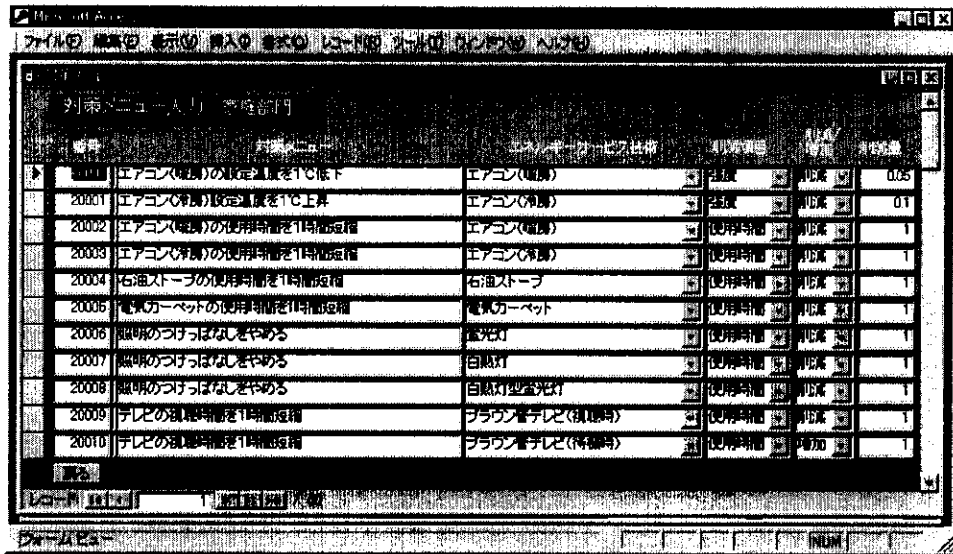 Microsoft Access
ファイル(F) 編集(E) 表示(V) 挿入(I) 書式(O) レコード(R) ツール(T) ウィンドウ(W) ヘルプ(H)
対策メニュー入力 家庭部門
番号 対策メニュー エネルギーサービス技術 削減項目 削減/増加 削減量
エアコン(暖房)の設定温度を1℃低下 エアコン(暖房) 強度 削減 0.05
20001 エアコン(冷房)設定温度を1℃上昇 エアコン(冷房) 強度 削減 0.1
20002 エアコン(暖房)の使用時間を1時間短縮 エアコン(暖房) 使用時間 削減 1
20003 エアコン(冷房)の使用時間を1時間短縮 エアコン(冷房) 使用時間 削減 1
20004 石油ストーブの使用時間を1時間短縮 石油ストーブ 使用時間 削減 1
20005 電気カーペットの使用時間を1時間短縮 電気カーペット 使用時間 削減 1
20006 照明のつけっぱなしをやめる 蛍光灯 使用時間 削減 1
20007 照明のつけっぱなしをやめる 白熱灯 使用時間 削減 1
20008 照明のつけっぱなしをやめる 白熱灯型蛍光灯 使用時間 削減 1
20009 テレビの視聴時間を1時間短縮 ブラウン管テレビ(視聴時) 使用時間 削減 1
20010 テレビの視聴時間を1時間短縮 ブラウン管テレビ(待機時) 使用時間 増加 1
戻る
レコード 1
フォーム ビュー NUM